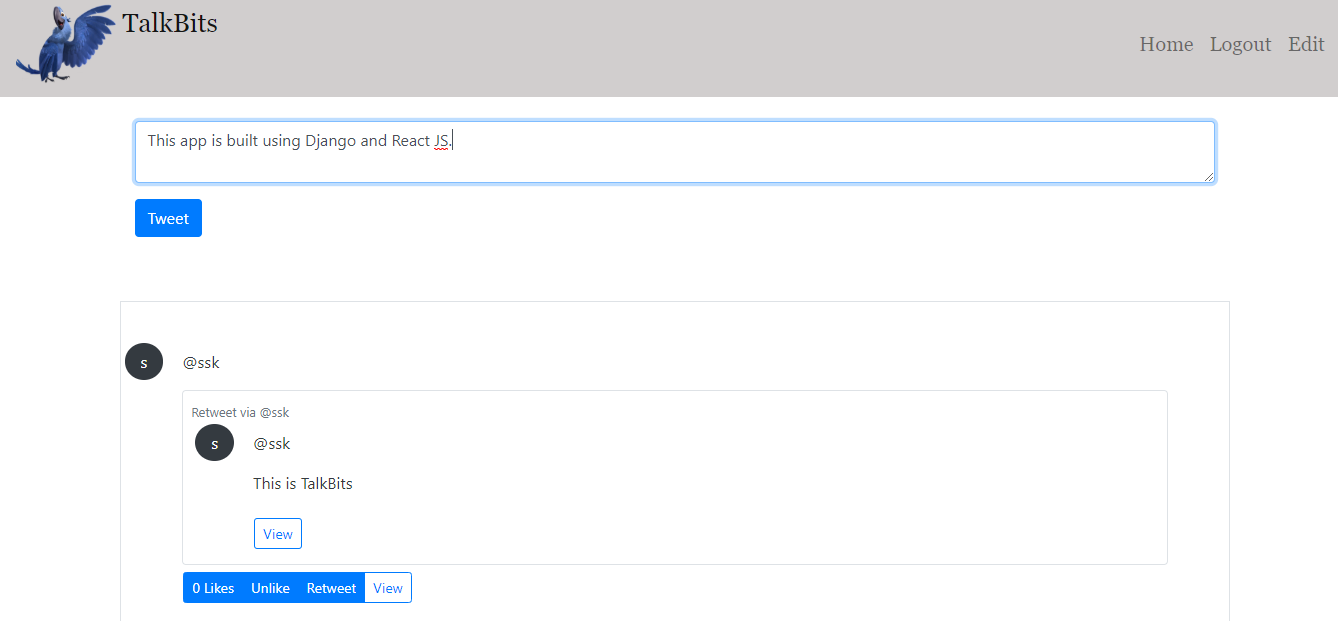 TalkBits
Home Logout Edit
This app is built using Django and React JS.
Tweet
s @ssk
Retweet via @ssk
s @ssk
This is TalkBits
View
0 Likes Unlike Retweet View